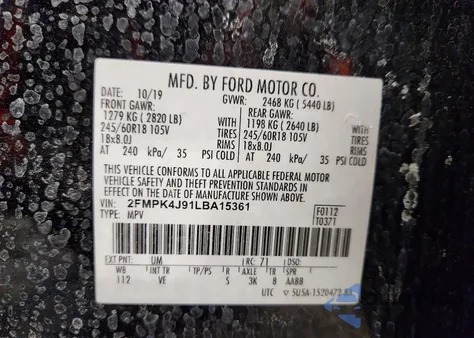 MFD. BY FORD MOTOR CO.
DATE: 10/19 GVWR: 2468 KG (5440 LB)
FRONT GAWR: REAR GAWR:
1279 KG (2820 LB) WITH 1198 KG (2640 LB) WITH
245/60R18 105V TIRES 245/60R18 105V TIRES
18x8.0J RIMS 18x8.0J RIMS
AT 240 kPa/ 35 PSI COLD AT 240 kPa/ 35 PSI COLD
THIS VEHICLE CONFORMS TO ALL APPLICABLE FEDERAL MOTOR
VEHICLE SAFETY AND THEFT PREVENTION STANDARDS IN
EFFECT ON THE DATE OF MANUFACTURE SHOWN ABOVE.
VIN: 2FMPK4J91LBA15361 F0112
TYPE: MPV T0371
EXT PNT: UM RC: 71 DSO:
WB INT TR TP/PS R AXLE TR SPR
112 VE S 3K 8 AABB
UTC